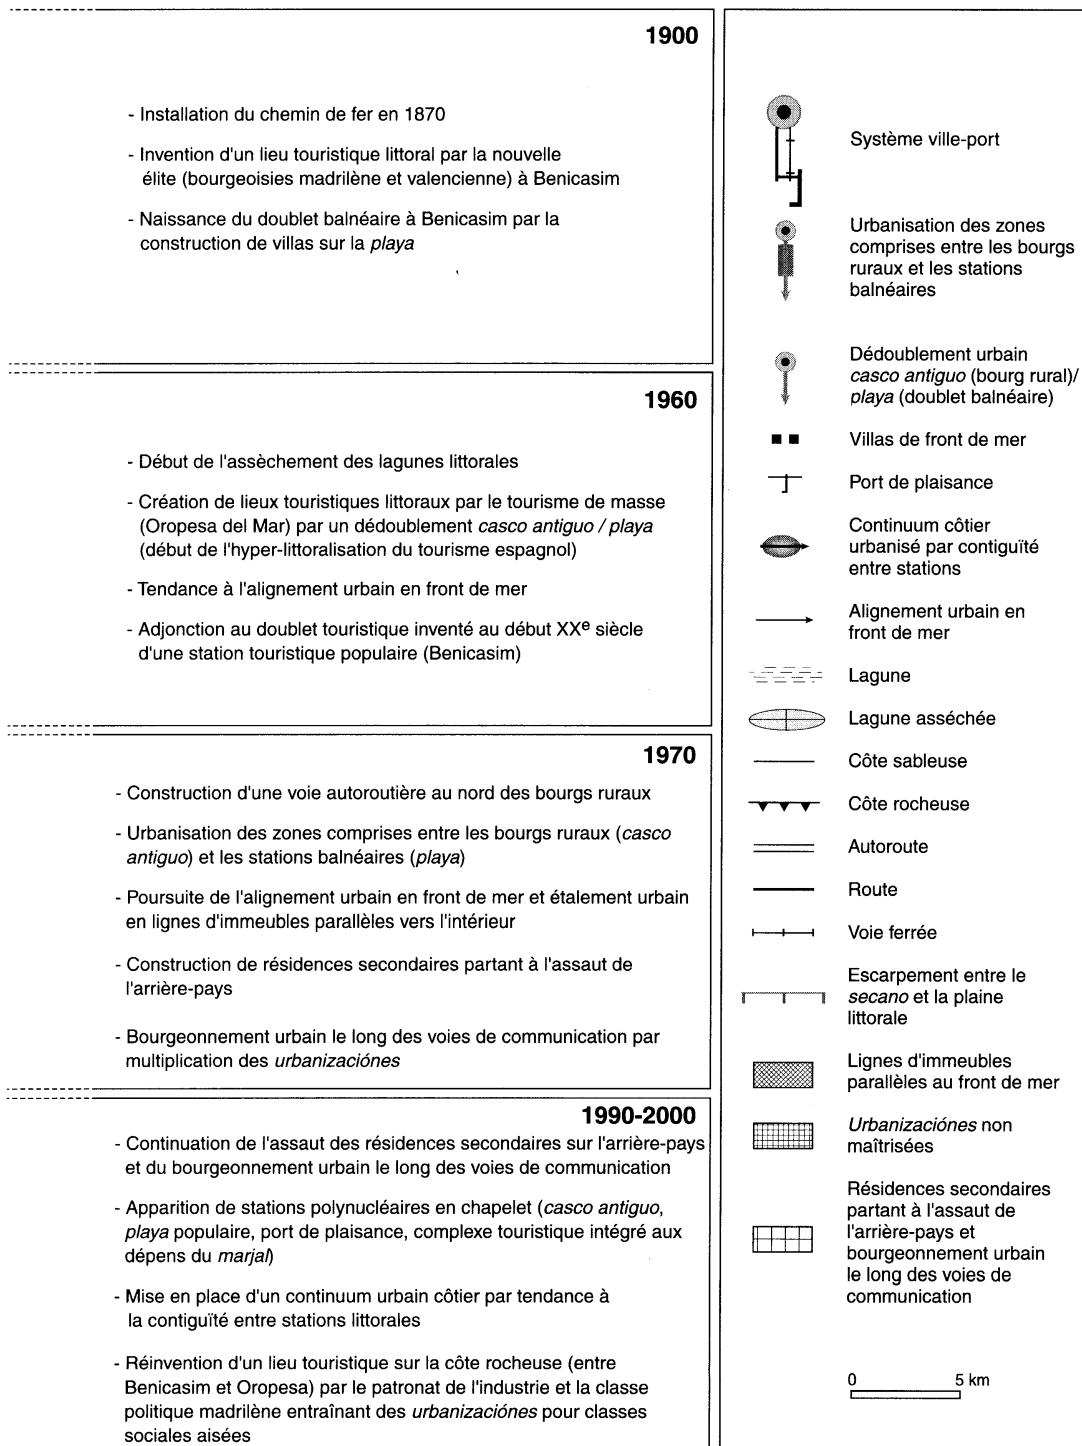 1900
- Installation du chemin de fer en 1870
- Invention d'un lieu touristique littoral par la nouvelle
élite (bourgeoisies madrilène et valencienne) à Benicasim
- Naissance du doublet balnéaire à Benicasim par la
construction de villas sur la playa
1960
- Début de l'assèchement des lagunes littorales
- Création de lieux touristiques littoraux par le tourisme de masse
(Oropesa del Mar) par un dédoublement casco antiguo / playa
(début de l'hyper-littoralisation du tourisme espagnol)
- Tendance à l'alignement urbain en front de mer
- Adjonction au doublet touristique inventé au début XXe siècle
d'une station touristique populaire (Benicasim)
1970
- Construction d'une voie autoroutière au nord des bourgs ruraux
- Urbanisation des zones comprises entre les bourgs ruraux (casco
antiguo) et les stations balnéaires (playa)
- Poursuite de l'alignement urbain en front de mer et étalement urbain
en lignes d'immeubles parallèles vers l'intérieur
- Construction de résidences secondaires partant à l'assaut de
l'arrière-pays
- Bourgeonnement urbain le long des voies de communication par
multiplication des urbanizaciónes
1990-2000
- Continuation de l'assaut des résidences secondaires sur l'arrière-pays
et du bourgeonnement urbain le long des voies de communication
- Apparition de stations polynucléaires en chapelet (casco antiguo,
playa populaire, port de plaisance, complexe touristique intégré aux
dépens du marjal)
- Mise en place d'un continuum urbain côtier par tendance à
la contiguïté entre stations littorales
- Réinvention d'un lieu touristique sur la côte rocheuse (entre
Benicasim et Oropesa) par le patronat de l'industrie et la classe
politique madrilène entraînant des urbanizaciónes pour classes
sociales aisées
Système ville-port
Urbanisation des zones
comprises entre les bourgs
ruraux et les stations
balnéaires
Dédoublement urbain
casco antiguo (bourg rural)/
playa (doublet balnéaire)
Villas de front de mer
Port de plaisance
Continuum côtier
urbanisé par contiguïté
entre stations
Alignement urbain en
front de mer
Lagune
Lagune asséchée
Côte sableuse
Côte rocheuse
Autoroute
Route
Voie ferrée
Escarpement entre le
secano et la plaine
littorale
Lignes d'immeubles
parallèles au front de mer
Urbanizaciónes non
maîtrisées
Résidences secondaires
partant à l'assaut de
l'arrière-pays et
bourgeonnement urbain
le long des voies de
communication
0 5 km